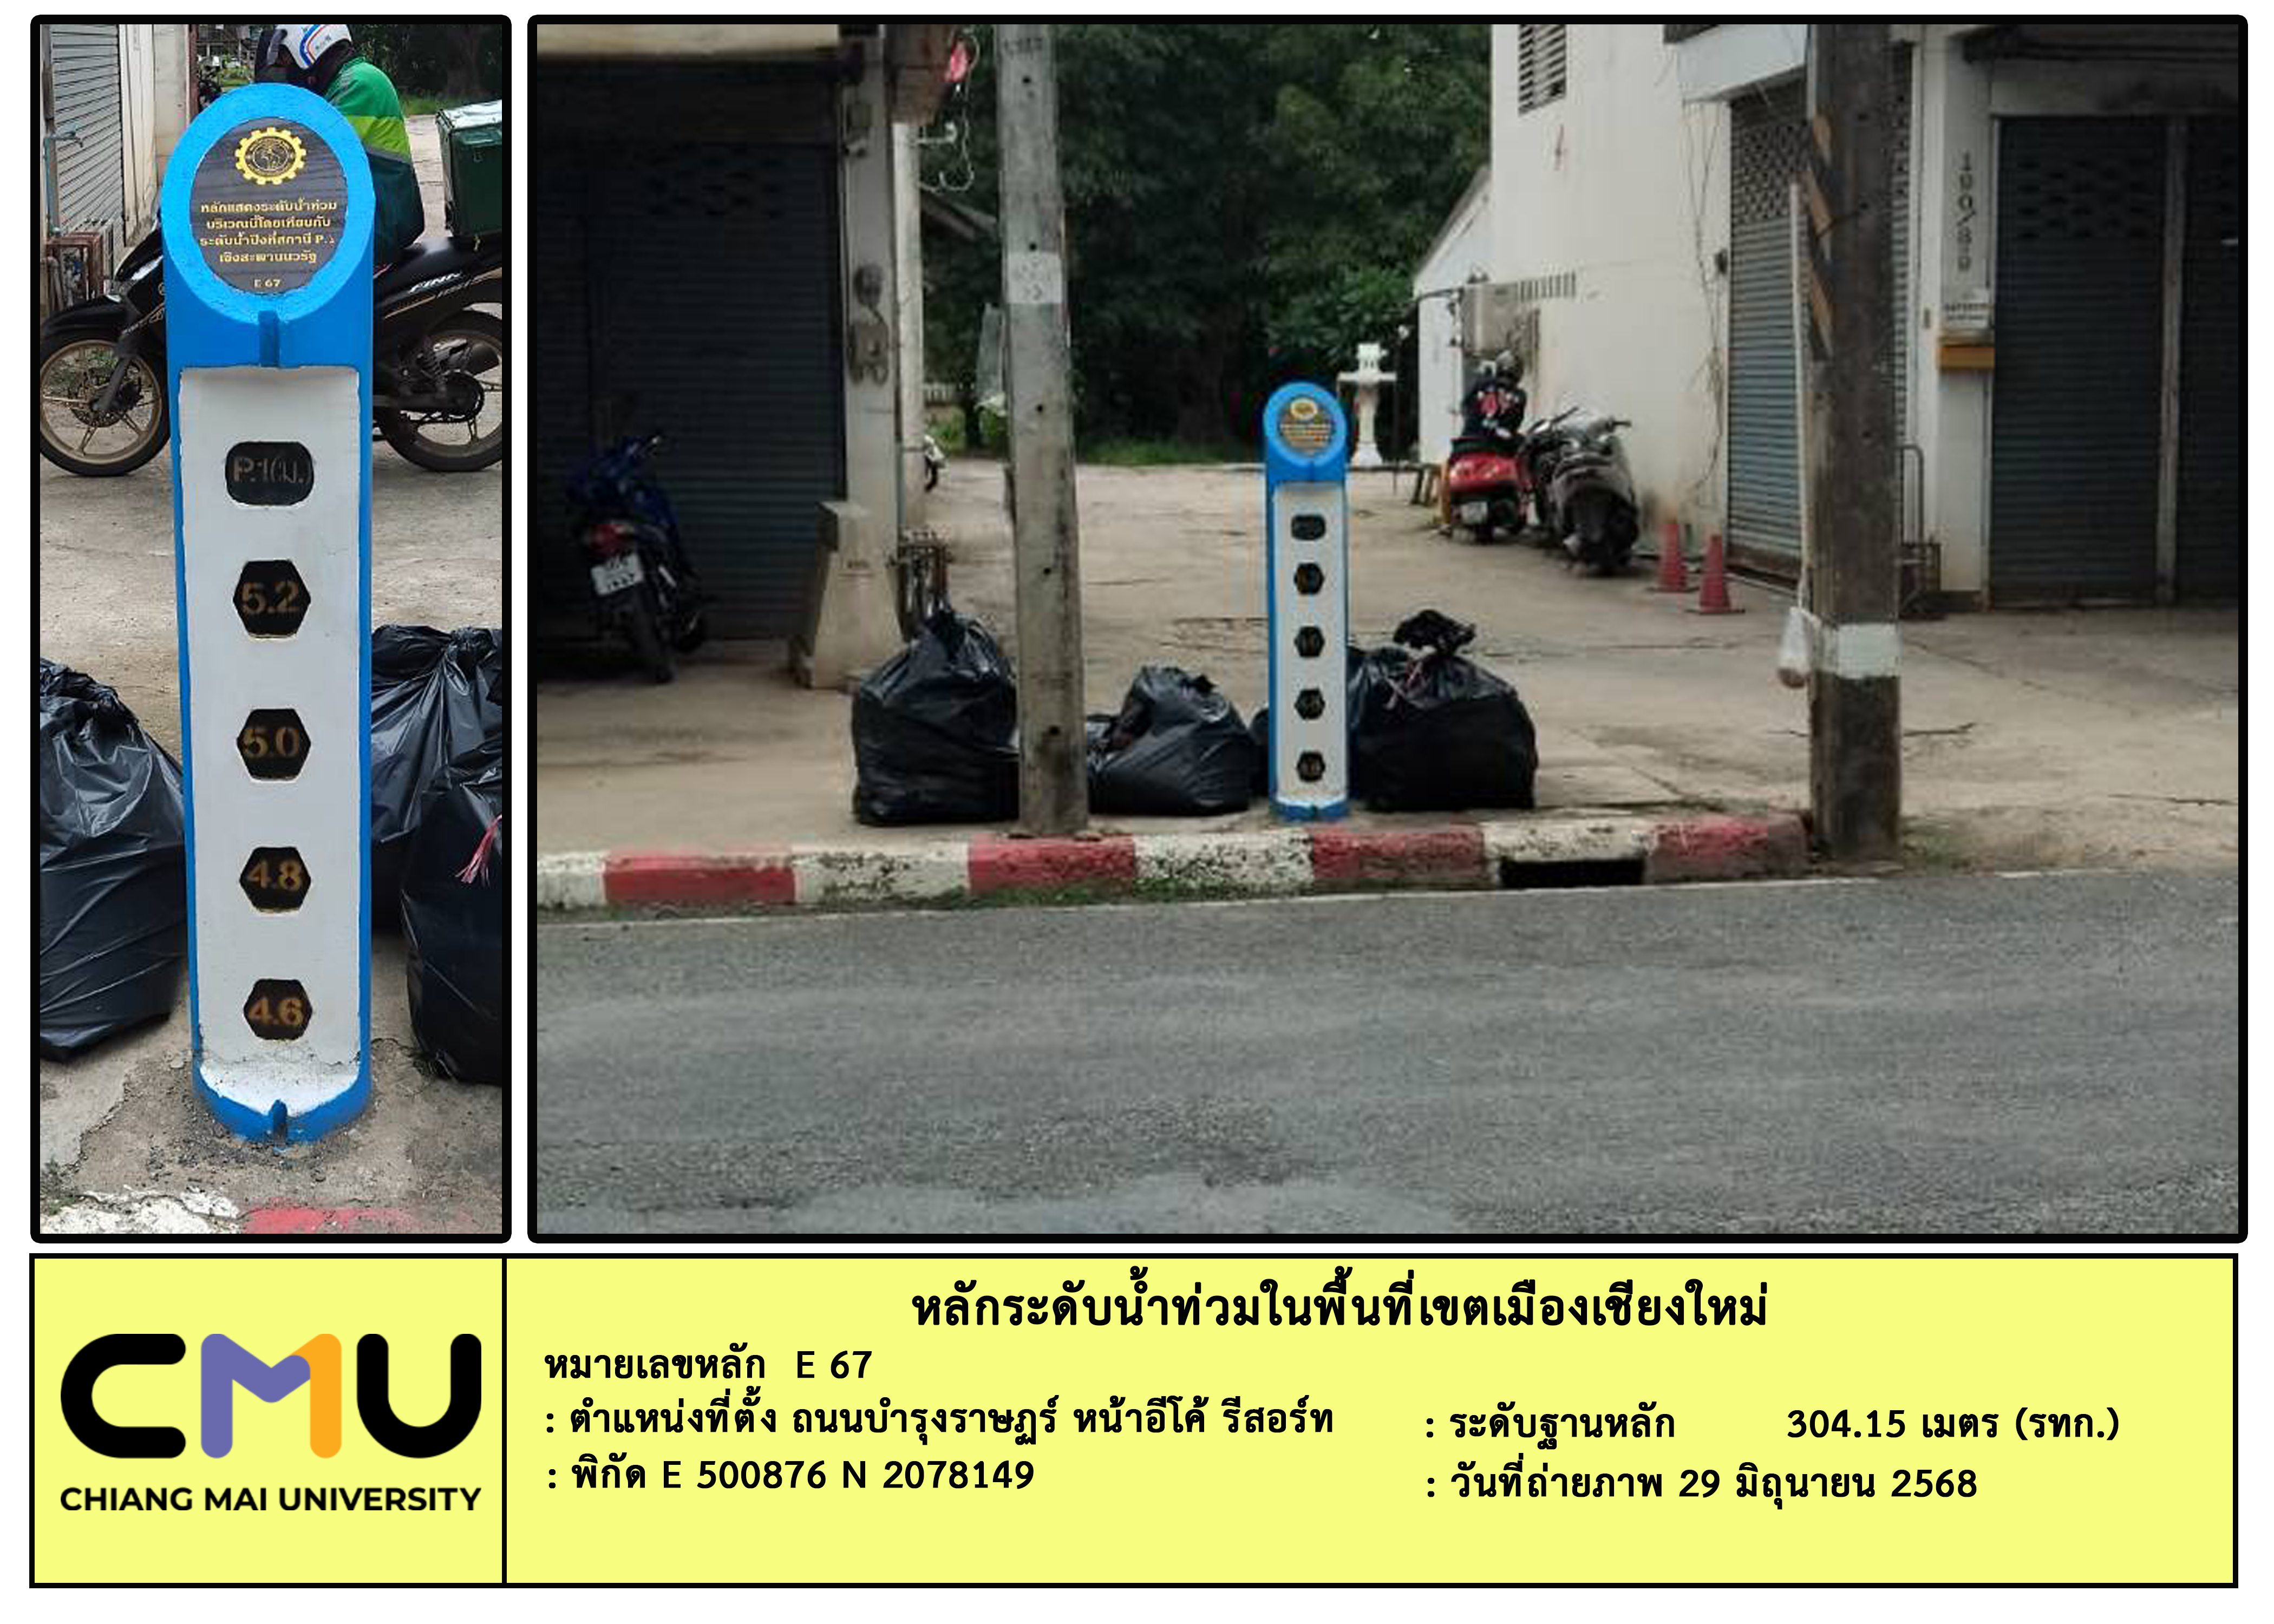 หลักแสดงระดับน้ำท่วม
บริเวณนี้โดยเทียบกับ
ระดับน้ำปิงที่สถานี P.1
เชิงสะพานนวรัฐ
E 67
FINN
P.1(ม.)
5.2
5.0
4.8
4.6
หลักระดับน้ำท่วมในพื้นที่เขตเมืองเชียงใหม่
หมายเลขหลัก E 67
: ตำแหน่งที่ตั้ง ถนนบำรุงราษฎร์ หน้าอีโค้ รีสอร์ท
: ระดับฐานหลัก 304.15 เมตร (รทก.)
: พิกัด E 500876 N 2078149
: วันที่ถ่ายภาพ 29 มิถุนายน 2568
CMU
CHIANG MAI UNIVERSITY